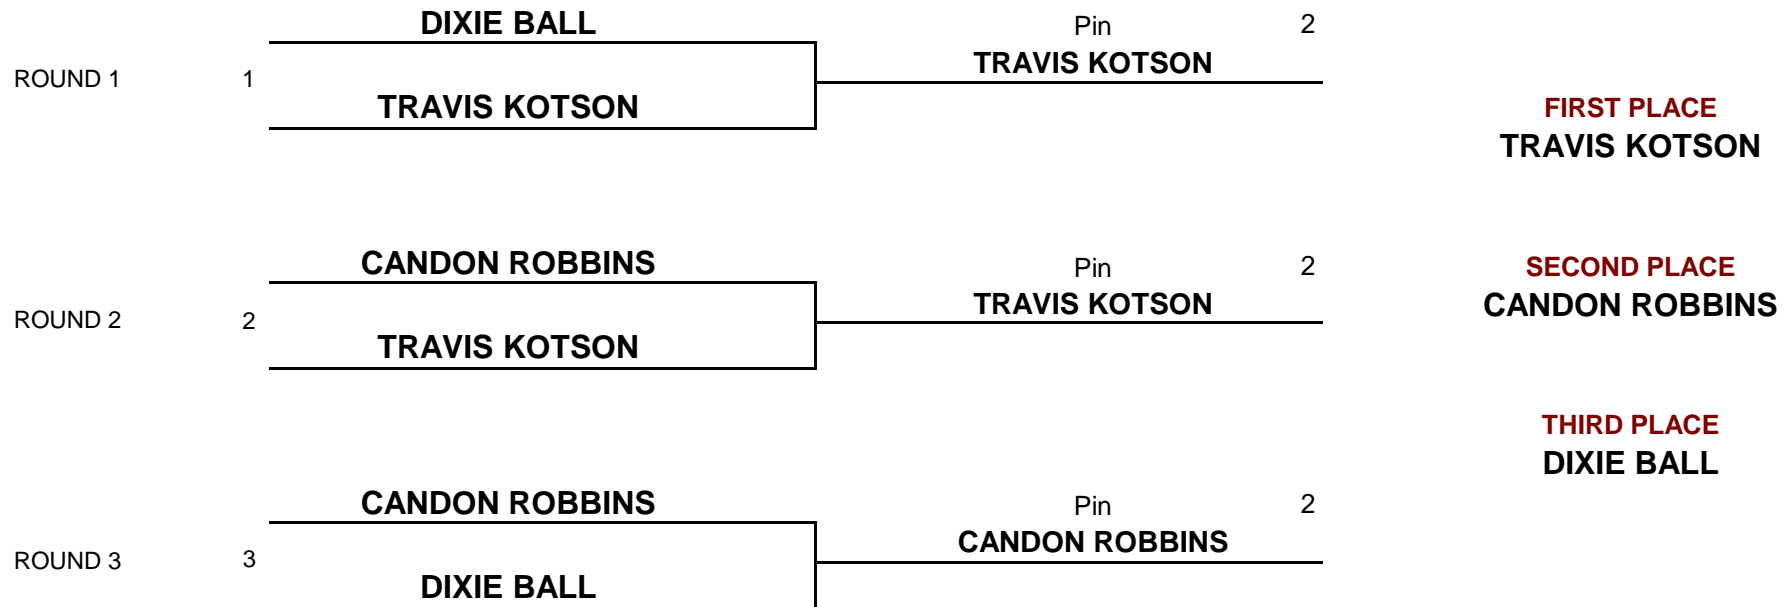 DIXIE BALL
Pin 2
TRAVIS KOTSON
ROUND 1 1
TRAVIS KOTSON
FIRST PLACE
TRAVIS KOTSON
CANDON ROBBINS
Pin 2
TRAVIS KOTSON
SECOND PLACE
CANDON ROBBINS
ROUND 2 2
TRAVIS KOTSON
THIRD PLACE
DIXIE BALL
CANDON ROBBINS
Pin 2
CANDON ROBBINS
ROUND 3 3
DIXIE BALL